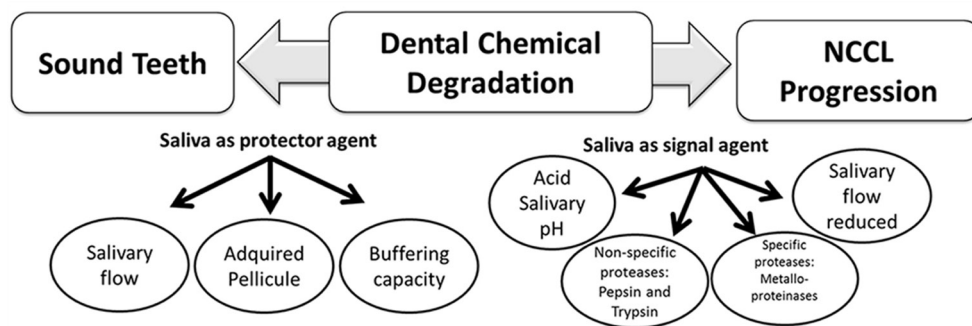 Sound Teeth
Dental Chemical
Degradation
NCCL
Progression
Saliva as protector agent
Salivary
flow
Adquired
Pellicule
Buffering
capacity
Saliva as signal agent
Acid
Salivary
pH
Non-specific
proteases:
Pepsin and
Trypsin
Specific
proteases:
Metallo-
proteinases
Salivary
flow
reduced